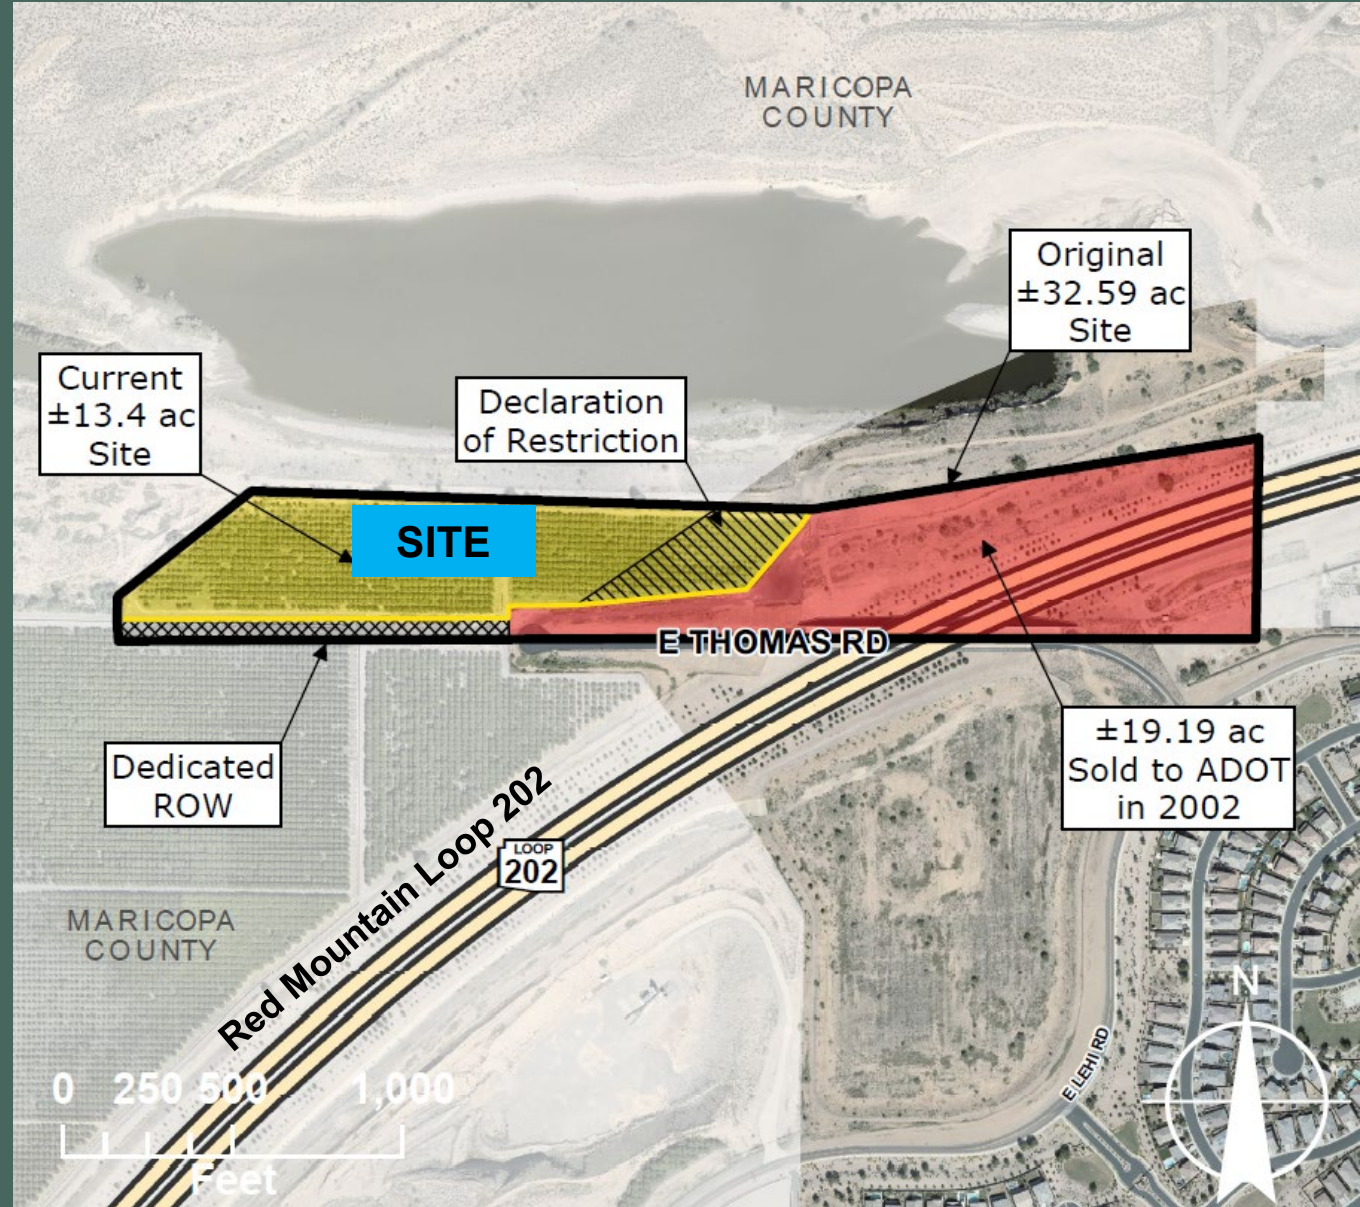 MARICOPA
COUNTY
Original
±32.59 ac
Site
Current
±13.4 ac
Site
Declaration
of Restriction
SITE
E THOMAS RD
±19.19 ac
Sold to ADOT
in 2002
Dedicated
ROW
Red Mountain Loop 202
LOOP
202
MARICOPA
COUNTY
N
E LEHI RD
0 250 500 1,000
Feet